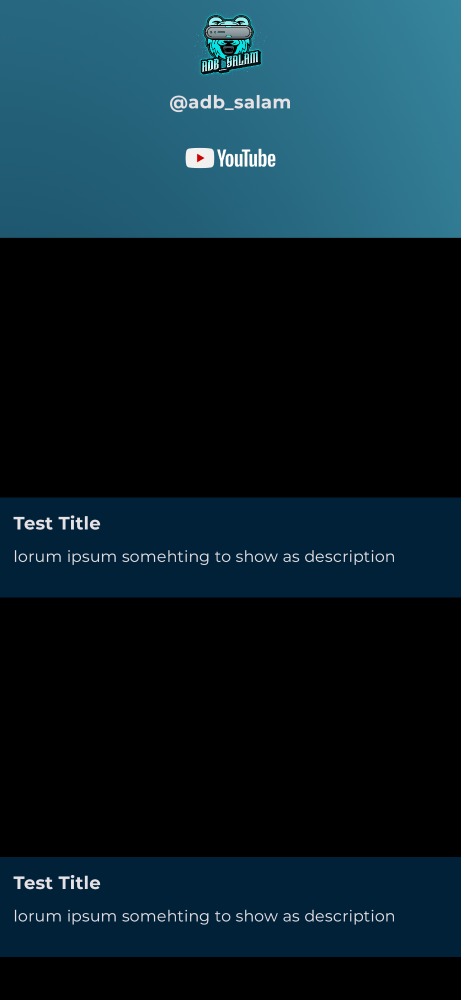 ADB_SALAM
@adb_salam
YouTube
Test Title
lorum ipsum somehting to show as description
Test Title
lorum ipsum somehting to show as description